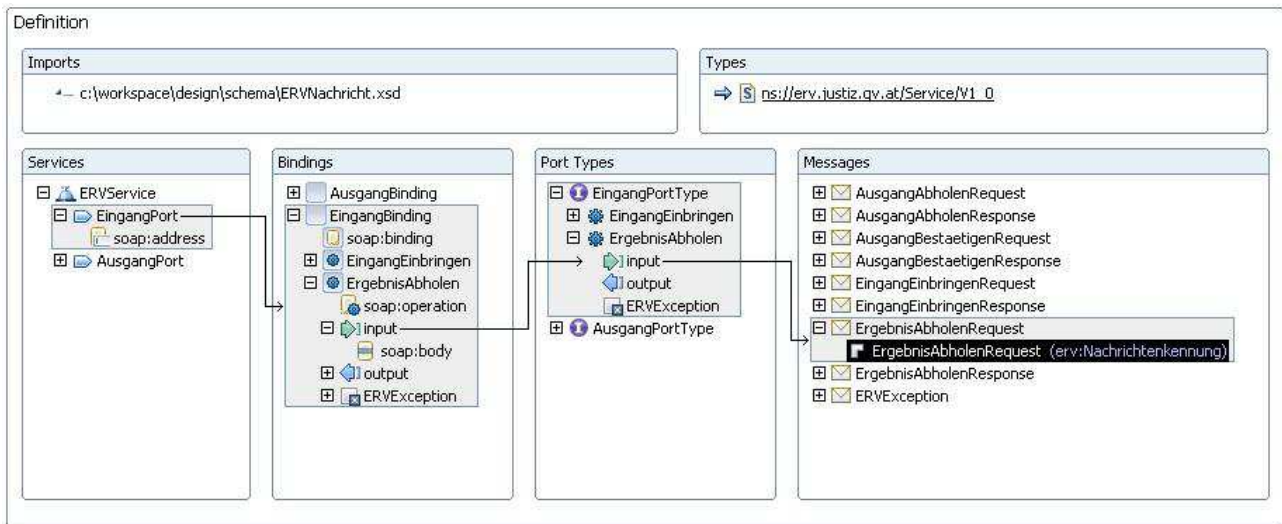 Definition
Imports
c:\workspace\design\schema\ERVNachricht.xsd
Types
ns://erv.justiz.qv.at/Service/V1_0
Services
ERVService
EingangPort
soap:address
AusgangPort
Bindings
AusgangBinding
EingangBinding
soap:binding
EingangEinbringen
ErgebnisAbholen
soap:operation
input
soap:body
output
ERVException
Port Types
EingangPortType
EingangEinbringen
ErgebnisAbholen
input
output
ERVException
AusgangPortType
Messages
AusgangAbholenRequest
AusgangAbholenResponse
AusgangBestaetigenRequest
AusgangBestaetigenResponse
EingangEinbringenRequest
EingangEinbringenResponse
ErgebnisAbholenRequest
ErgebnisAbholenRequest (erv:Nachrichtenkennung)
ErgebnisAbholenResponse
ERVException